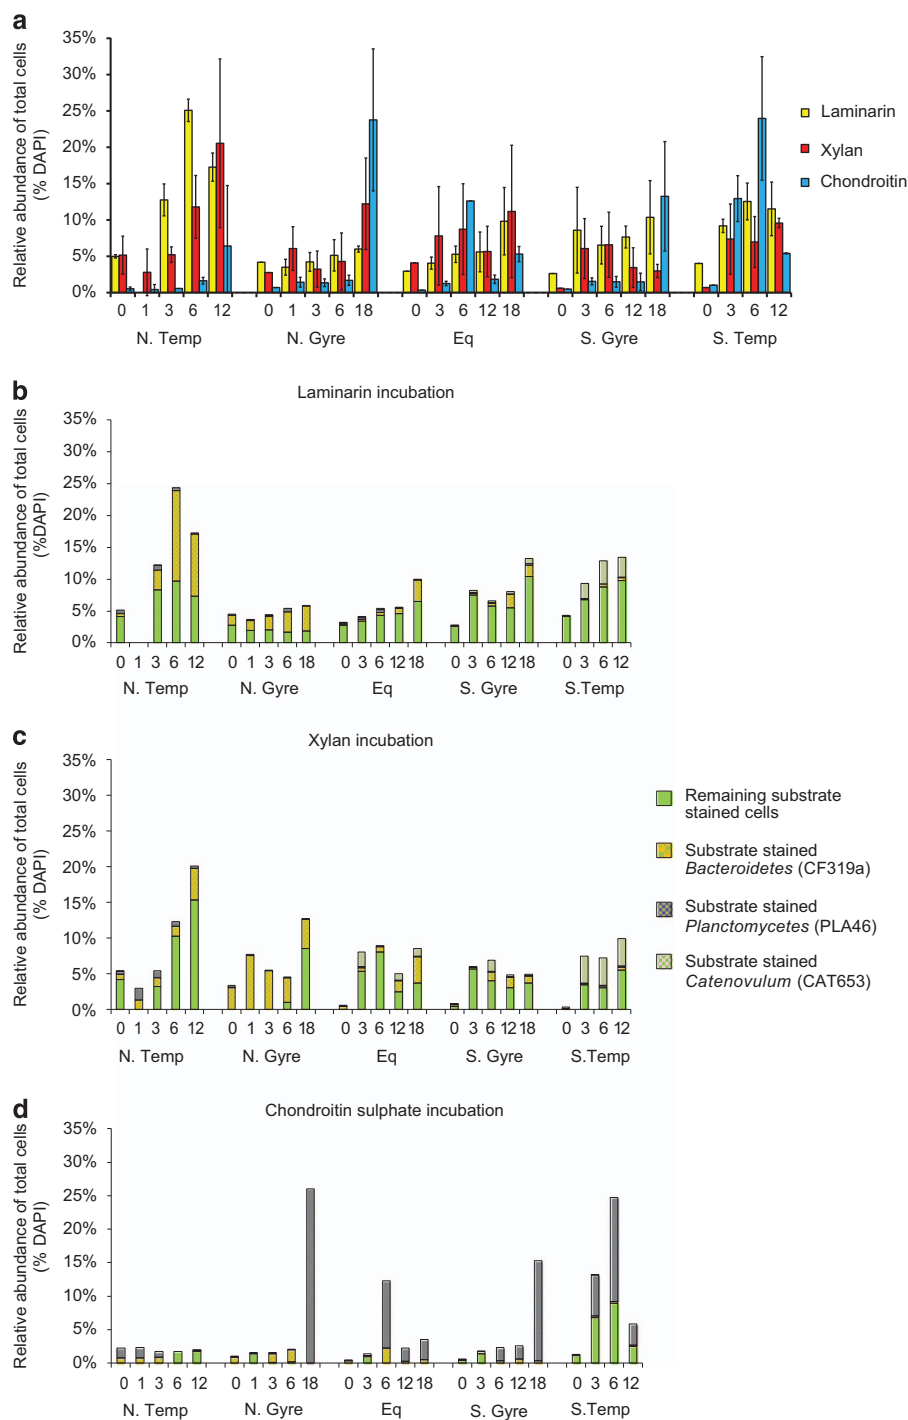 a
Relative abundance of total cells
(% DAPI)
35%
30%
25%
20%
15%
10%
5%
0%
Laminarin
Xylan
Chondroitin
0 1 3 6 12 0 1 3 6 18 0 3 6 12 18 0 3 6 12 18 0 3 6 12
N. Temp N. Gyre Eq S. Gyre S. Temp
b
Laminarin incubation
Relative abundance of total cells
(%DAPI)
35%
30%
25%
20%
15%
10%
5%
0%
0 1 3 6 12 0 1 3 6 18 0 3 6 12 18 0 3 6 12 18 0 3 6 12
N. Temp N. Gyre Eq S. Gyre S.Temp
c
Xylan incubation
Relative abundance of total cells
(% DAPI)
35%
30%
25%
20%
15%
10%
5%
0%
0 1 3 6 12 0 1 3 6 18 0 3 6 12 18 0 3 6 12 18 0 3 6 12
N. Temp N. Gyre Eq S. Gyre S.Temp
Remaining substrate
stained cells
Substrate stained
Bacteroidetes (CF319a)
Substrate stained
Planctomycetes (PLA46)
Substrate stained
Catenovulum (CAT653)
d
Chondroitin sulphate incubation
Relative abundance of total cells
(% DAPI)
35%
30%
25%
20%
15%
10%
5%
0%
0 1 3 6 12 0 1 3 6 18 0 3 6 12 18 0 3 6 12 18 0 3 6 12
N. Temp N. Gyre Eq S. Gyre S.Temp